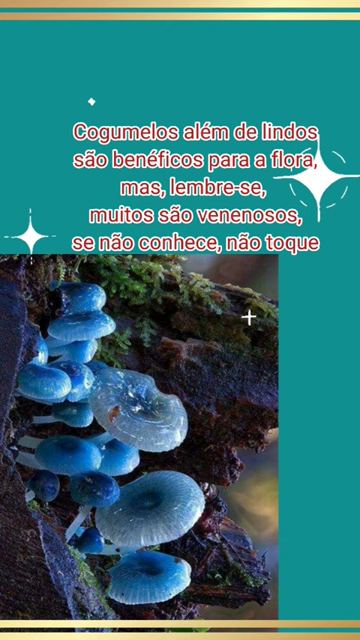 Cogumelos além de lindos
são benéficos para a flora,
mas, lembre-se,
muitos são venenosos,
se não conhece, não toque